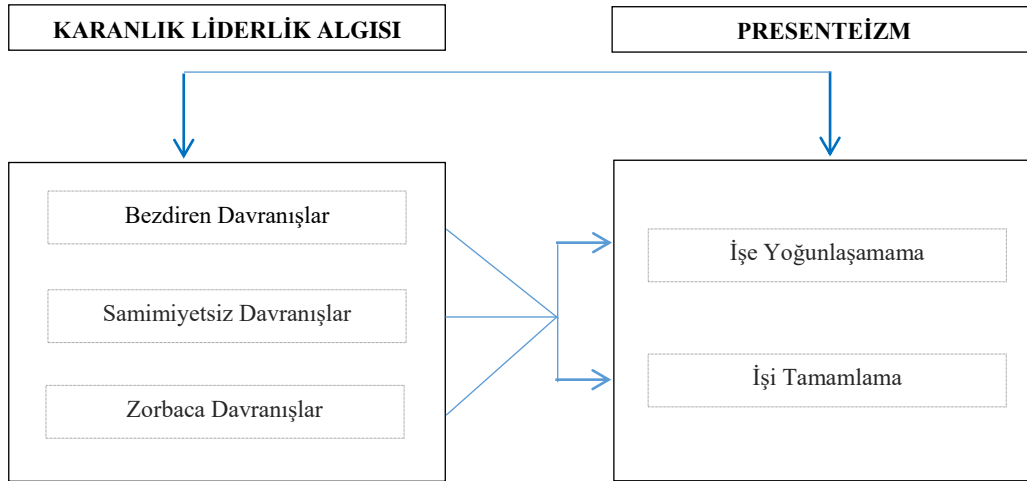 KARANLIK LİDERLİK ALGISI
PRESENTEİZM
Bezdiren Davranışlar
Samimiyetsiz Davranışlar
Zorbaca Davranışlar
İşe Yoğunlaşamama
İşi Tamamlama